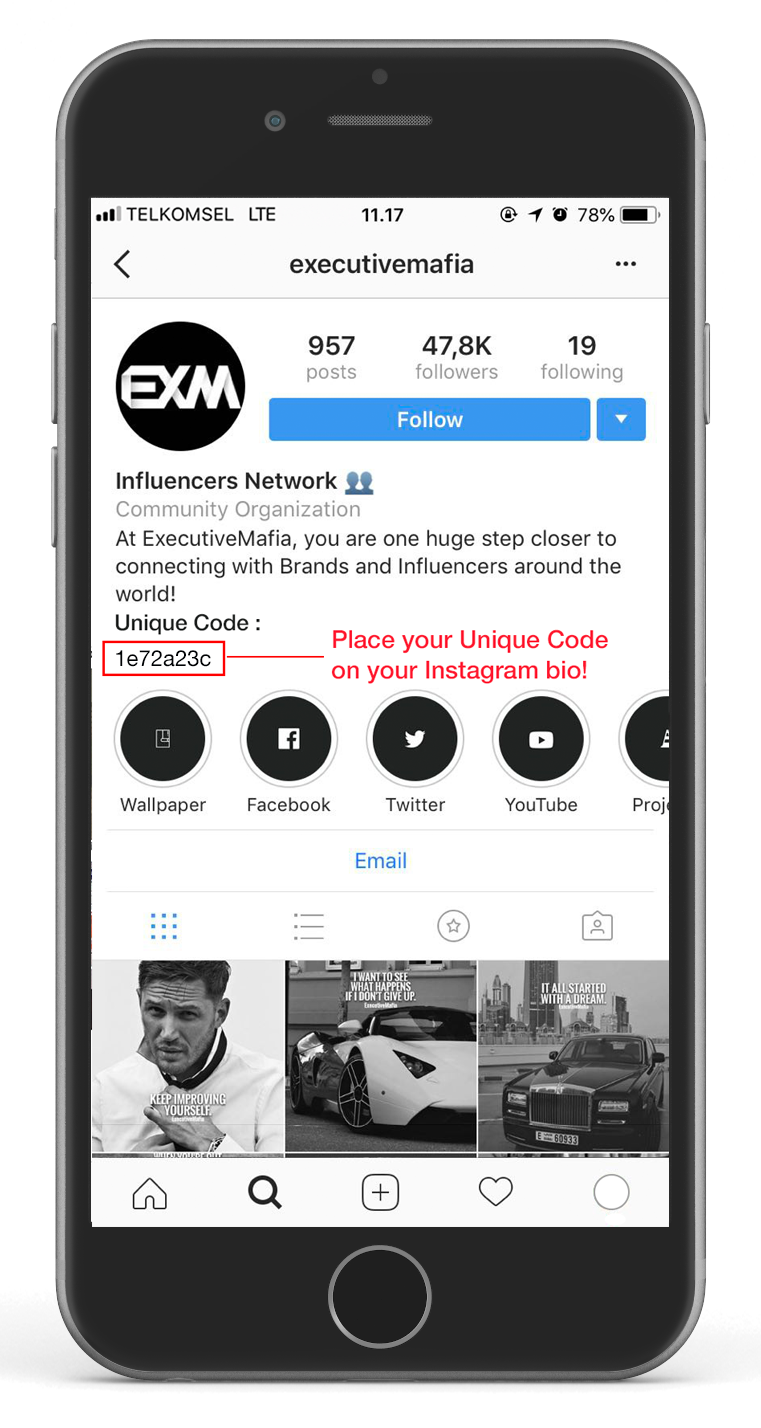 TELKOMSEL LTE 11.17 78%
executivemafia
EXM
957 47,8K 19
posts followers following
Follow
Influencers Network
Community Organization
At ExecutiveMafia, you are one huge step closer to
connecting with Brands and Influencers around the
world!
Unique Code :
1e72a23c
Place your Unique Code
on your Instagram bio!
Wallpaper Facebook Twitter YouTube Proje
Email
KEEP IMPROVING
YOURSELF.
ExecutiveMafia
I WANT TO SEE
WHAT HAPPENS
IF I DON'T GIVE UP.
ExecutiveMafia
IT ALL STARTED
WITH A DREAM.
ExecutiveMafia
E 60933